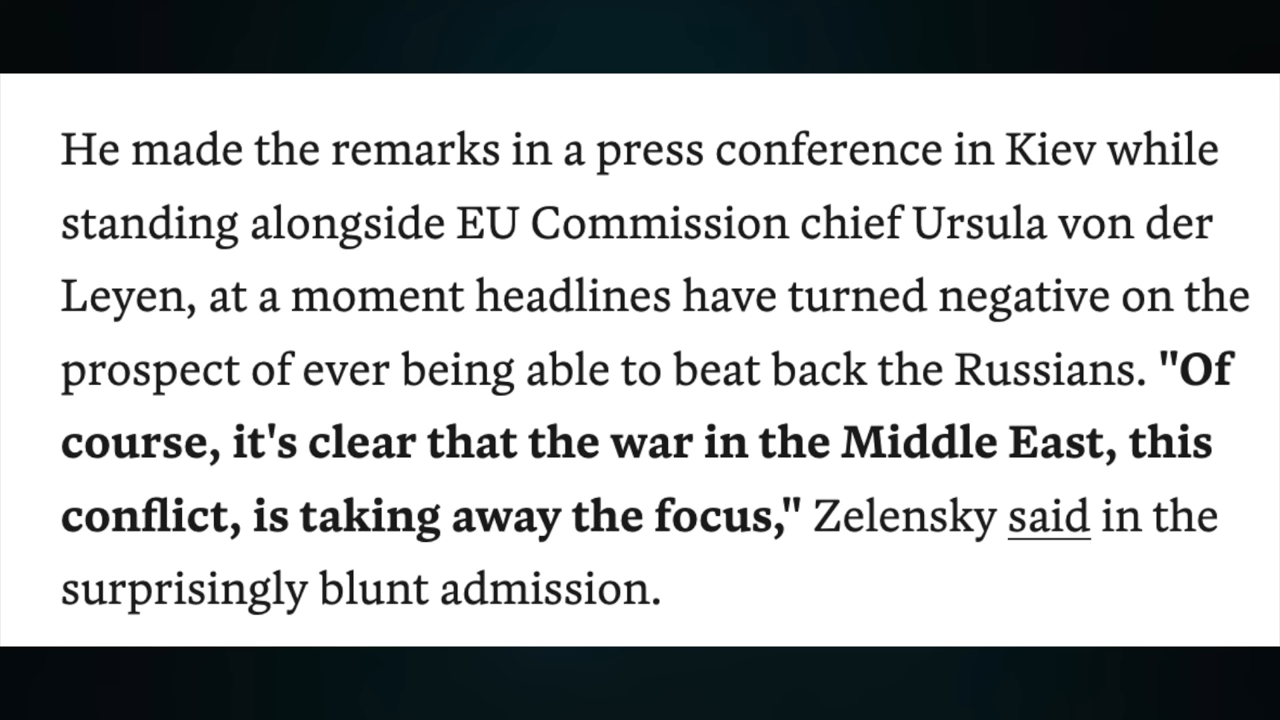 He made the remarks in a press conference in Kiev while
standing alongside EU Commission chief Ursula von der
Leyen, at a moment headlines have turned negative on the
prospect of ever being able to beat back the Russians. "Of
course, it's clear that the war in the Middle East, this
conflict, is taking away the focus," Zelensky said in the
surprisingly blunt admission.